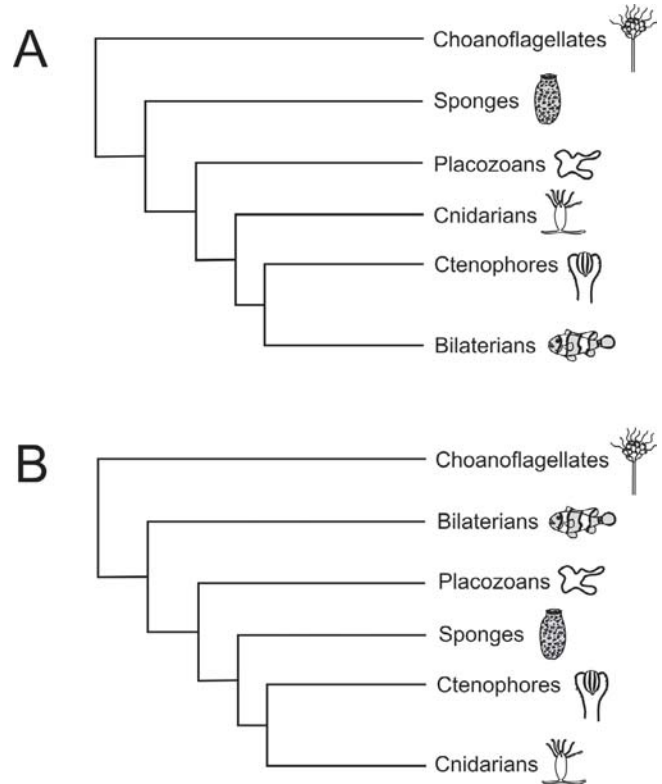 A
Choanoflagellates
Sponges
Placozoans
Cnidarians
Ctenophores
Bilaterians
B
Choanoflagellates
Bilaterians
Placozoans
Sponges
Ctenophores
Cnidarians